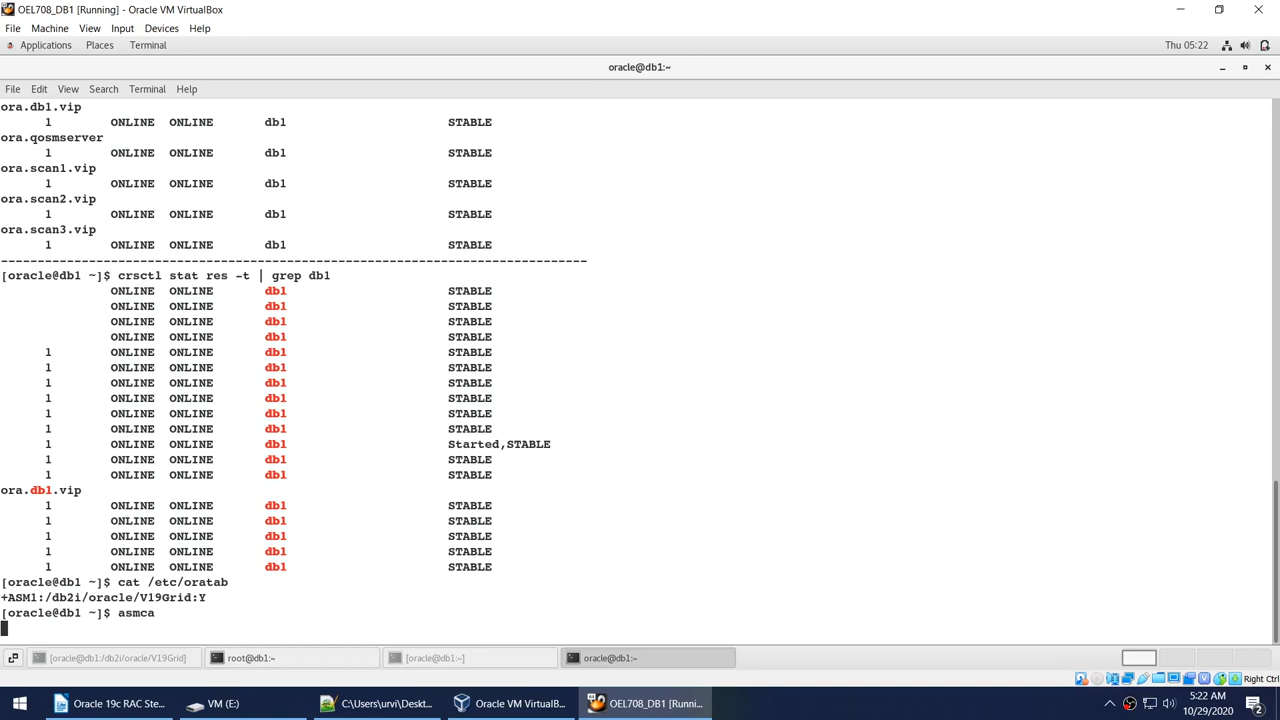 OEL708_DB1 [Running] - Oracle VM VirtualBox
File Machine View Input Devices Help
Applications Places Terminal Thu 05:22
oracle@db1:~
File Edit View Search Terminal Help
ora.db1.vip
1 ONLINE ONLINE db1 STABLE
ora.qosmserver
1 ONLINE ONLINE db1 STABLE
ora.scan1.vip
1 ONLINE ONLINE db1 STABLE
ora.scan2.vip
1 ONLINE ONLINE db1 STABLE
ora.scan3.vip
1 ONLINE ONLINE db1 STABLE
--------------------------------------------------------------------------------
[oracle@db1 ~]$ crsctl stat res -t | grep db1
ONLINE ONLINE db1 STABLE
ONLINE ONLINE db1 STABLE
ONLINE ONLINE db1 STABLE
ONLINE ONLINE db1 STABLE
1 ONLINE ONLINE db1 STABLE
1 ONLINE ONLINE db1 STABLE
1 ONLINE ONLINE db1 STABLE
1 ONLINE ONLINE db1 STABLE
1 ONLINE ONLINE db1 STABLE
1 ONLINE ONLINE db1 STABLE
1 ONLINE ONLINE db1 Started,STABLE
1 ONLINE ONLINE db1 STABLE
1 ONLINE ONLINE db1 STABLE
ora.db1.vip
1 ONLINE ONLINE db1 STABLE
1 ONLINE ONLINE db1 STABLE
1 ONLINE ONLINE db1 STABLE
1 ONLINE ONLINE db1 STABLE
1 ONLINE ONLINE db1 STABLE
[oracle@db1 ~]$ cat /etc/oratab
+ASM1:/db2i/oracle/V19Grid:Y
[oracle@db1 ~]$ asmca
[oracle@db1:/db2i/oracle/V19Grid] root@db1:~ [oracle@db1:~] oracle@db1:~
Right Ctrl
Oracle 19c RAC Ste... VM (E:) C:\Users\urvi\Deskt... Oracle VM VirtualB... OEL708_DB1 [Runni... 5:22 AM
10/29/2020
2